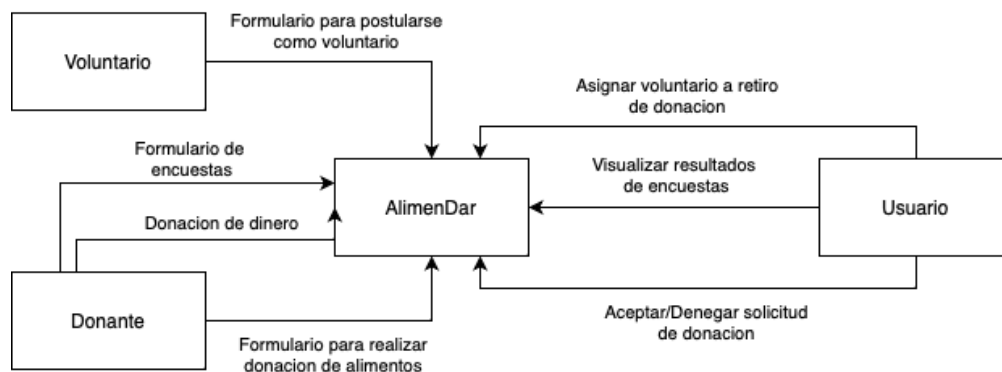 Formulario para postularse
como voluntario
Voluntario
Asignar voluntario a retiro
de donacion
Formulario de
encuestas
Visualizar resultados
de encuestas
AlimenDar
Usuario
Donacion de dinero
Donante
Aceptar/Denegar solicitud
de donacion
Formulario para realizar
donacion de alimentos